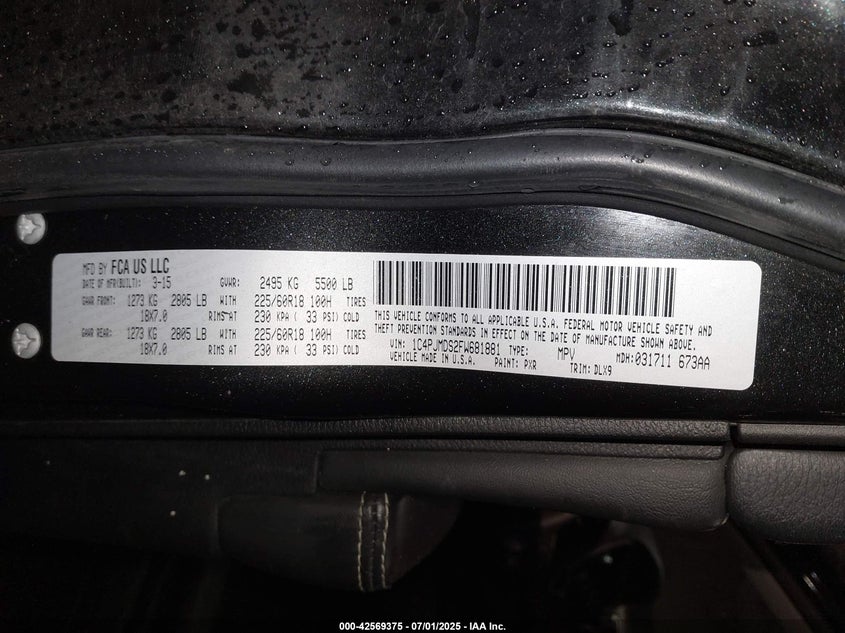 MFD BY FCA US LLC
DATE OF MFR(BUILT): 3-15 GVWR: 2495 KG 5500 LB
GAWR FRONT: 1273 KG 2805 LB WITH 225/60R18 100H TIRES
18X7.0 RIMS AT 230 KPA ( 33 PSI) COLD
GAWR REAR: 1273 KG 2805 LB WITH 225/60R18 100H TIRES
18X7.0 RIMS AT 230 KPA ( 33 PSI) COLD
THIS VEHICLE CONFORMS TO ALL APPLICABLE U.S.A. FEDERAL MOTOR VEHICLE SAFETY AND
THEFT PREVENTION STANDARDS IN EFFECT ON THE DATE OF MANUFACTURE SHOWN ABOVE.
VIN: 1C4PJMDS2FW681881 TYPE: MPV MDH: 031711 673AA
VEHICLE MADE IN U.S.A. PAINT: PXR TRIM: DLX9
000-42569375 - 07/01/2025 - IAA Inc.